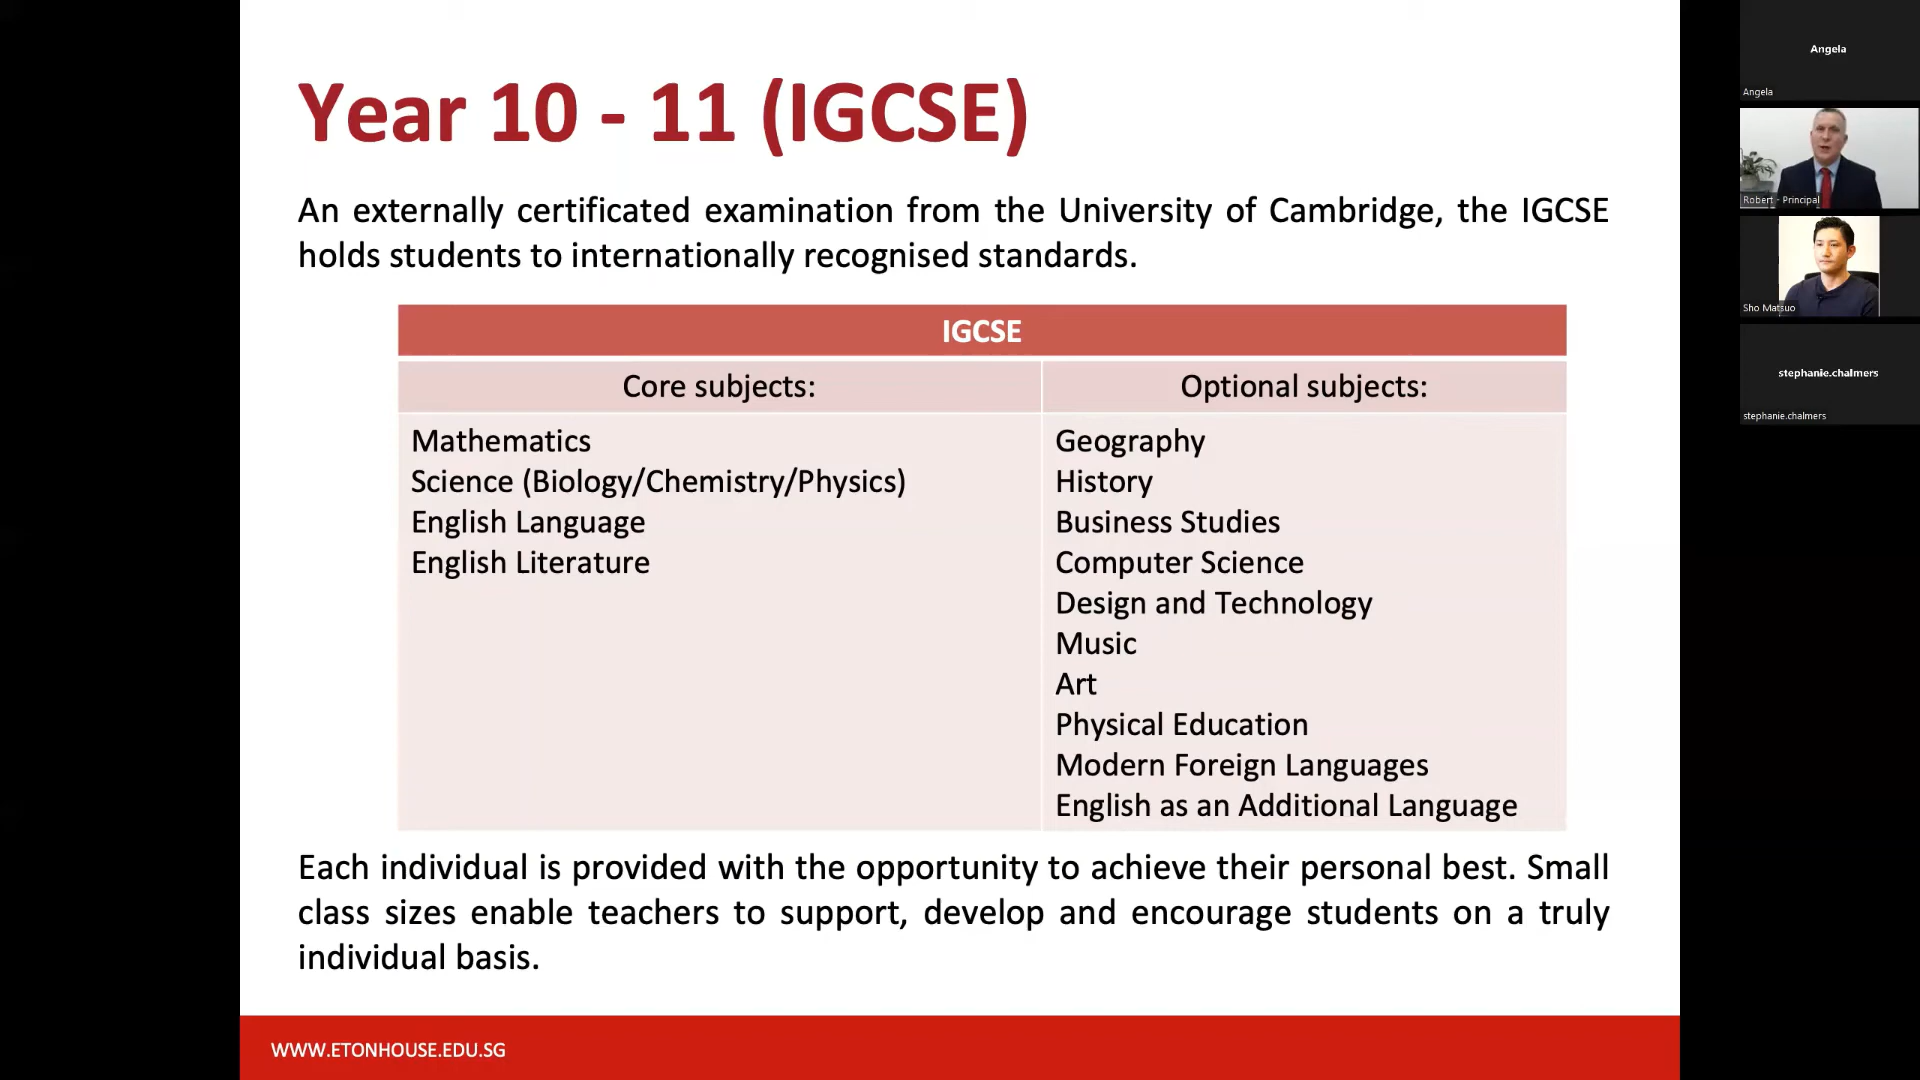 Year 10 - 11 (IGCSE)
An externally certificated examination from the University of Cambridge, the IGCSE
holds students to internationally recognised standards.
IGCSE
Core subjects:
Optional subjects:
Mathematics
Science (Biology/Chemistry/Physics)
English Language
English Literature
Geography
History
Business Studies
Computer Science
Design and Technology
Music
Art
Physical Education
Modern Foreign Languages
English as an Additional Language
Each individual is provided with the opportunity to achieve their personal best. Small
class sizes enable teachers to support, develop and encourage students on a truly
individual basis.
WWW.ETONHOUSE.EDU.SG
Angela
Angela
Robert - Principal
Sho Matsuo
stephanie.chalmers
stephanie.chalmers